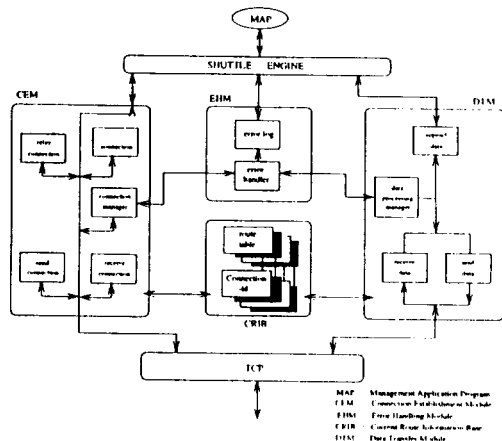 MAP
SHUTTLE ENGINE
CEM
EHM
DTM
relay
connection
connection
error log
request
data
connection
manager
error
handler
data
processing
manager
send
connection
receive
connection
route
table
Connection
-id
receive
data
send
data
CRIB
TCP
MAP Management Application Program
CEM Connection Establishment Module
EHM Error Handling Module
CRIB Current Route Information Base
DTM Data Transfer Module